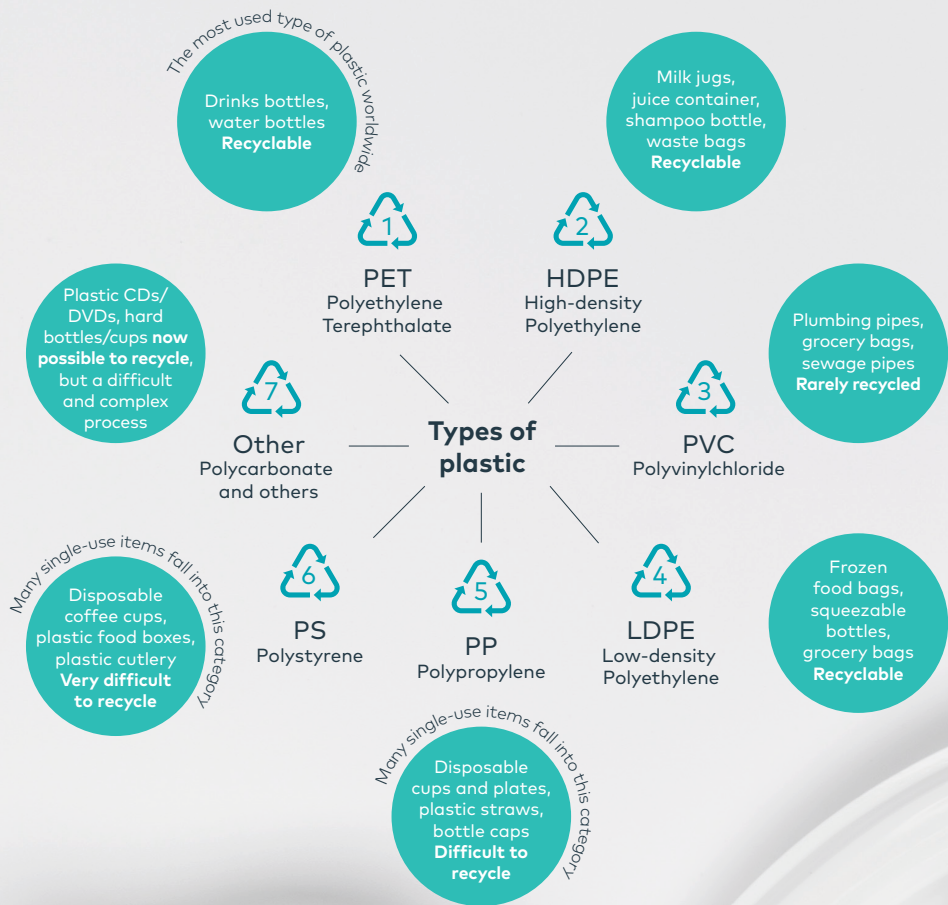 The most used type of plastic worldwide
Drinks bottles,
water bottles
Recyclable
1
PET
Polyethylene
Terephthalate
Milk jugs,
juice container,
shampoo bottle,
waste bags
Recyclable
2
HDPE
High-density
Polyethylene
Plumbing pipes,
grocery bags,
sewage pipes
Rarely recycled
3
PVC
Polyvinylchloride
Frozen
food bags,
squeezable
bottles,
grocery bags
Recyclable
4
LDPE
Low-density
Polyethylene
5
PP
Polypropylene
Many single-use items fall into this category
Disposable
cups and plates,
plastic straws,
bottle caps
Difficult to
recycle
6
PS
Polystyrene
Many single-use items fall into this category
Disposable
coffee cups,
plastic food boxes,
plastic cutlery
Very difficult
to recycle
Plastic CDs/
DVDs, hard
bottles/cups now
possible to recycle,
but a difficult
and complex
process
7
Other
Polycarbonate
and others
Types of
plastic